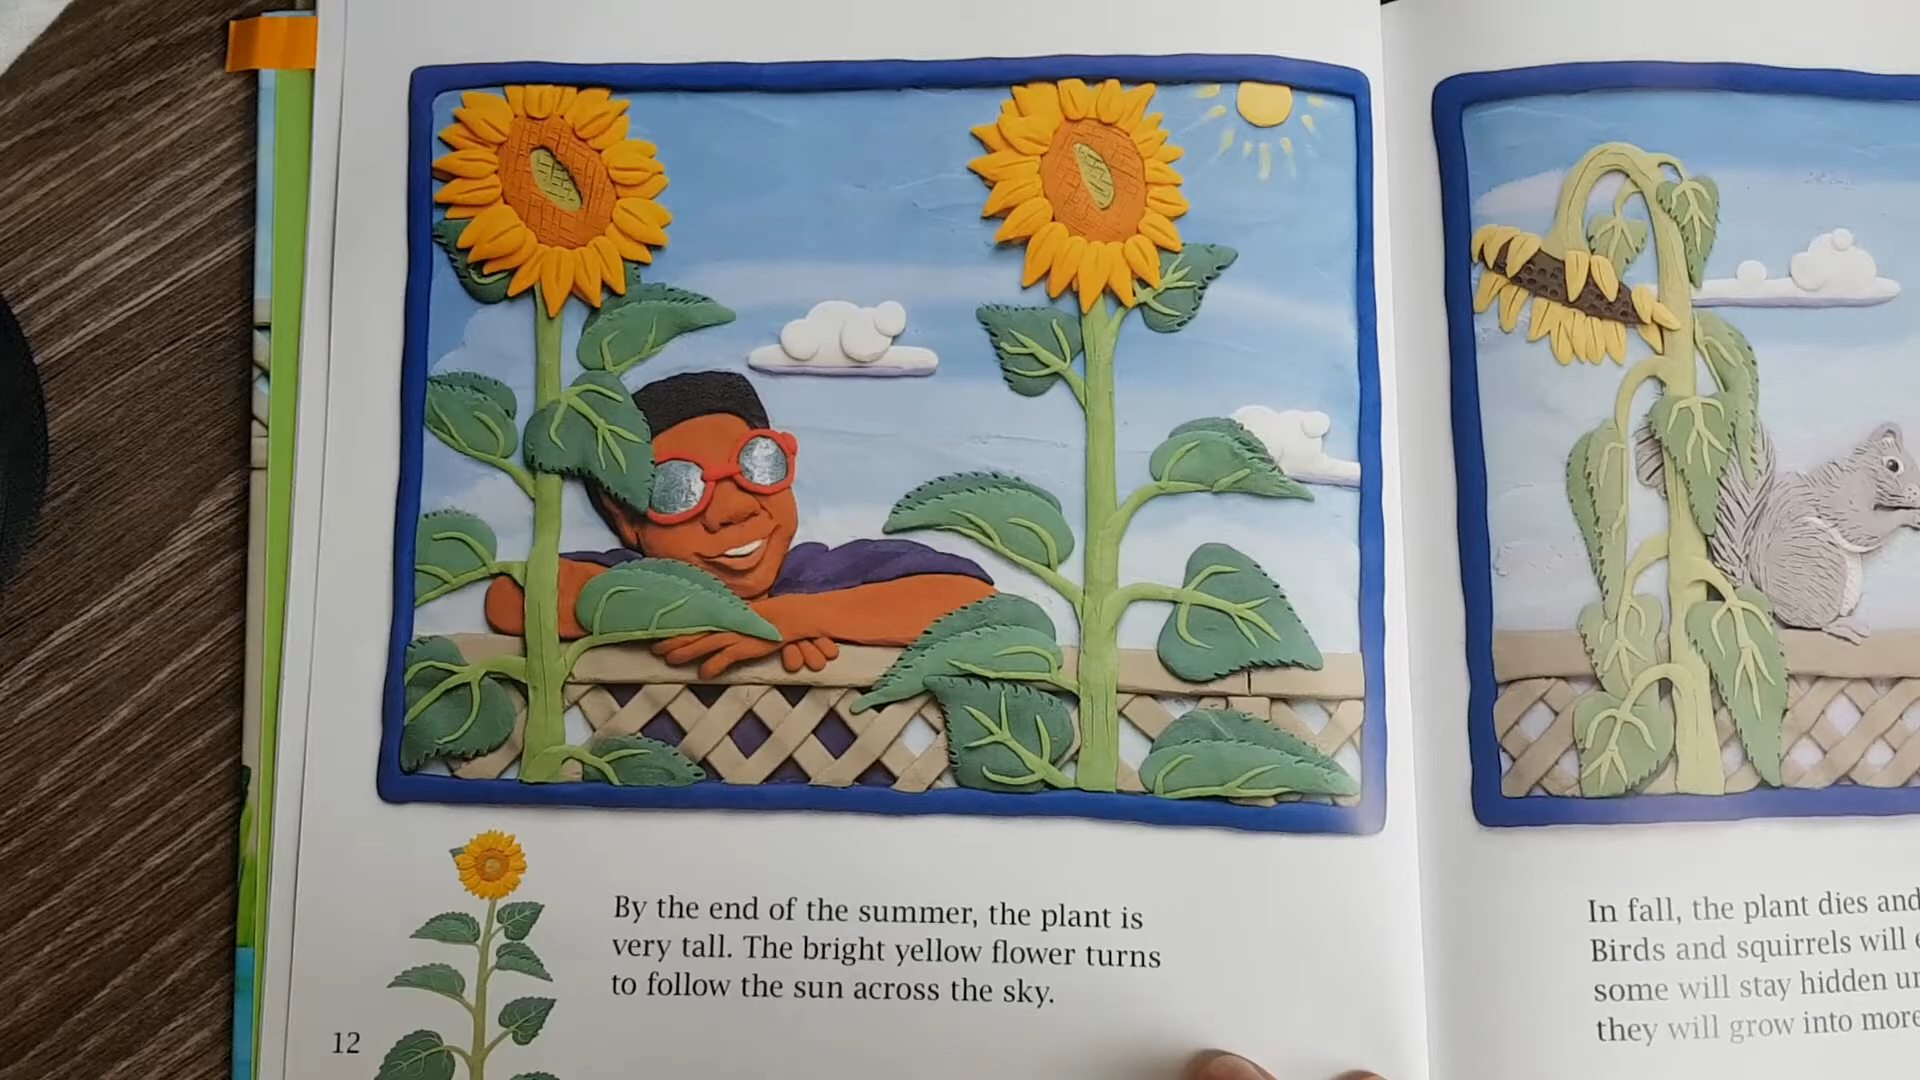 By the end of the summer, the plant is
very tall. The bright yellow flower turns
to follow the sun across the sky.
12
In fall, the plant dies and
Birds and squirrels will
some will stay hidden
they will grow into more